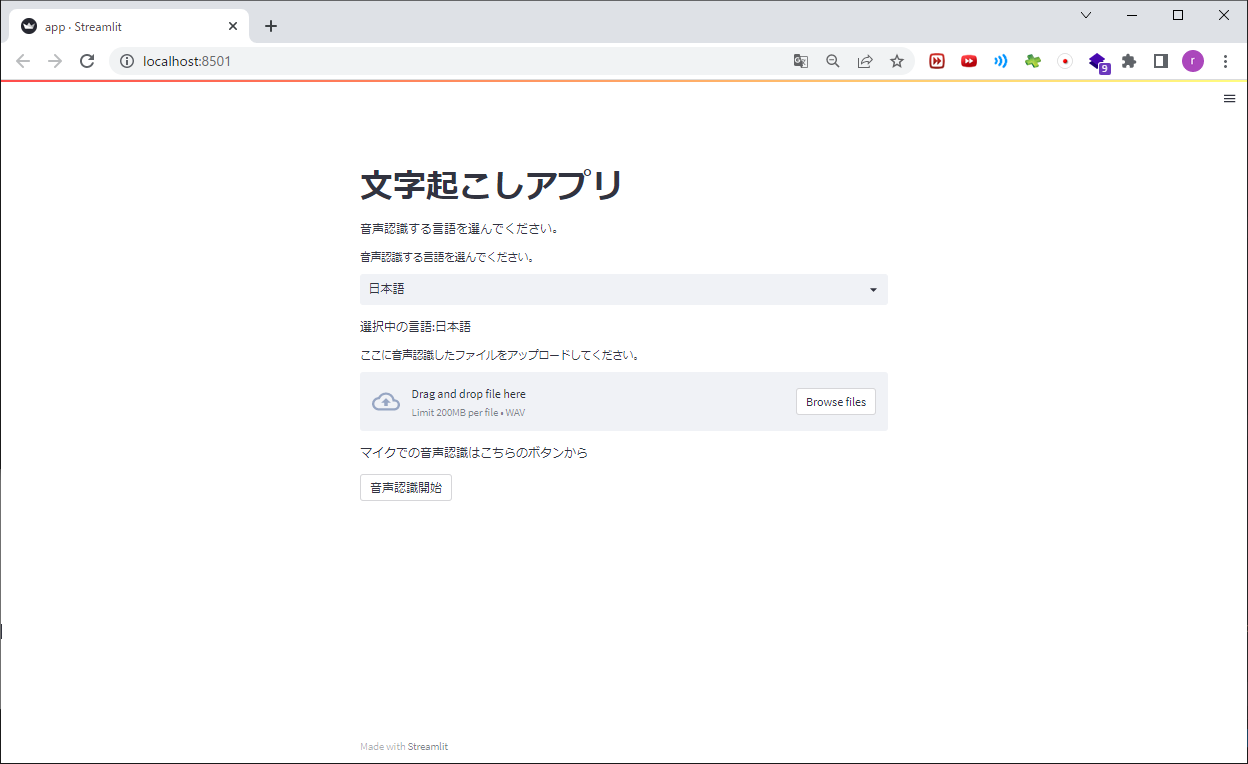 app · Streamlit
localhost:8501
9
r
文字起こしアプリ
音声認識する言語を選んでください。
音声認識する言語を選んでください。
日本語
選択中の言語:日本語
ここに音声認識したファイルをアップロードしてください。
Drag and drop file here
Limit 200MB per file • WAV
Browse files
マイクでの音声認識はこちらのボタンから
音声認識開始
Made with Streamlit